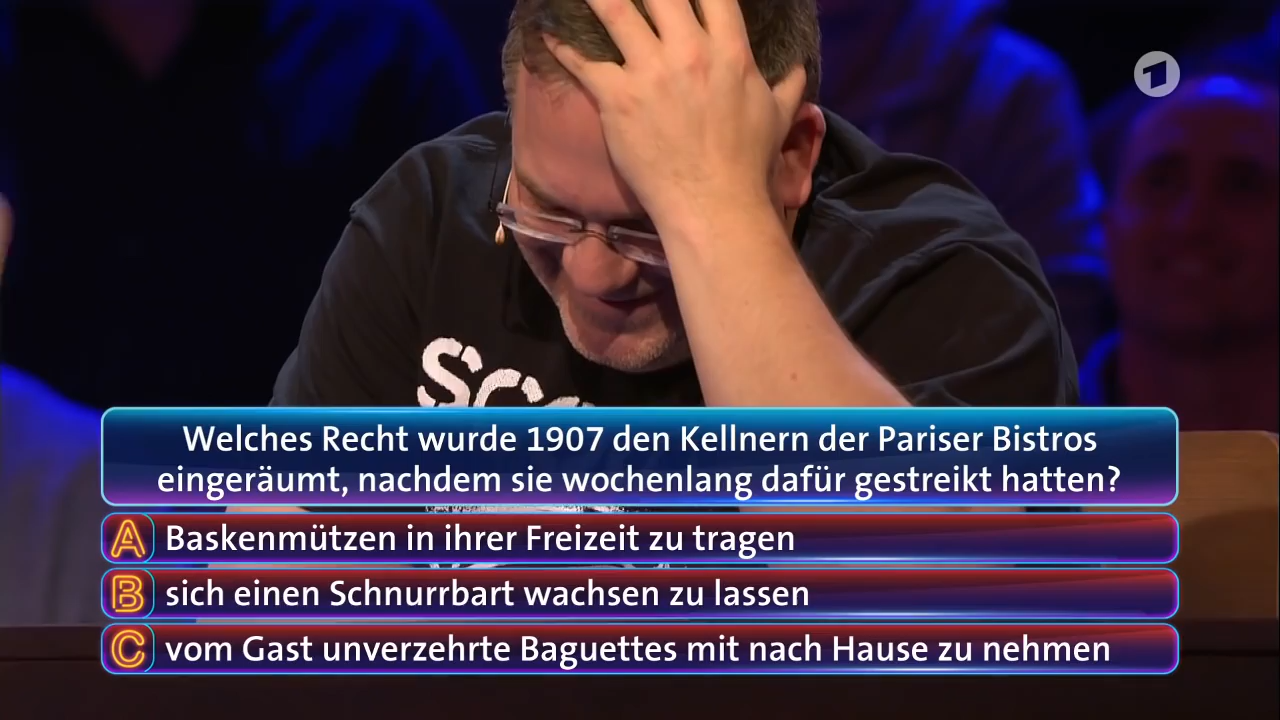 1
Welches Recht wurde 1907 den Kellnern der Pariser Bistros
eingeräumt, nachdem sie wochenlang dafür gestreikt hatten?
A Baskenmützen in ihrer Freizeit zu tragen
B sich einen Schnurrbart wachsen zu lassen
C vom Gast unverzehrte Baguettes mit nach Hause zu nehmen